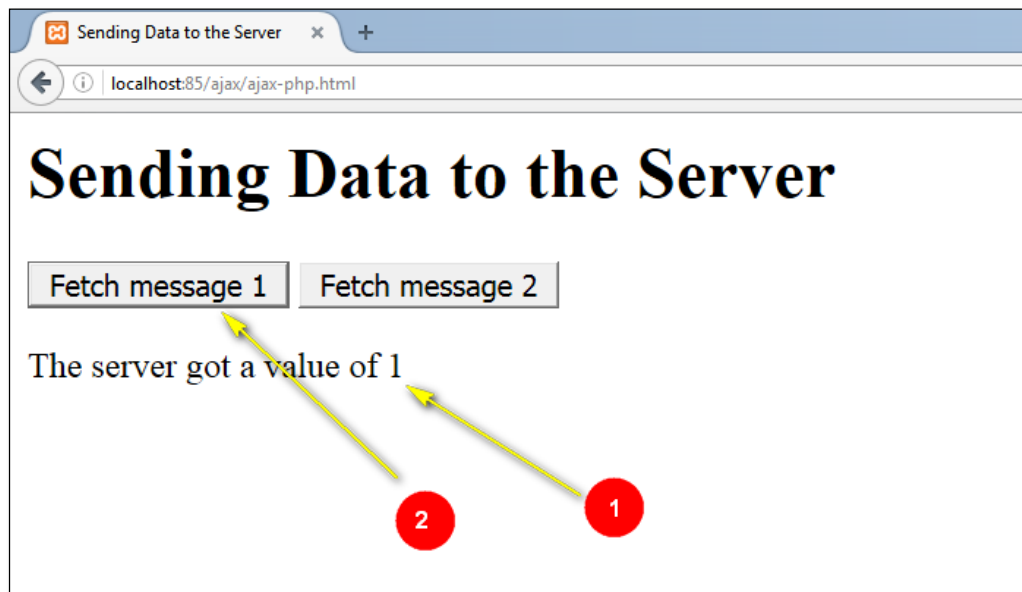 Sending Data to the Server
localhost:85/ajax/ajax-php.html
Sending Data to the Server
Fetch message 1 Fetch message 2
The server got a value of 1
1
2